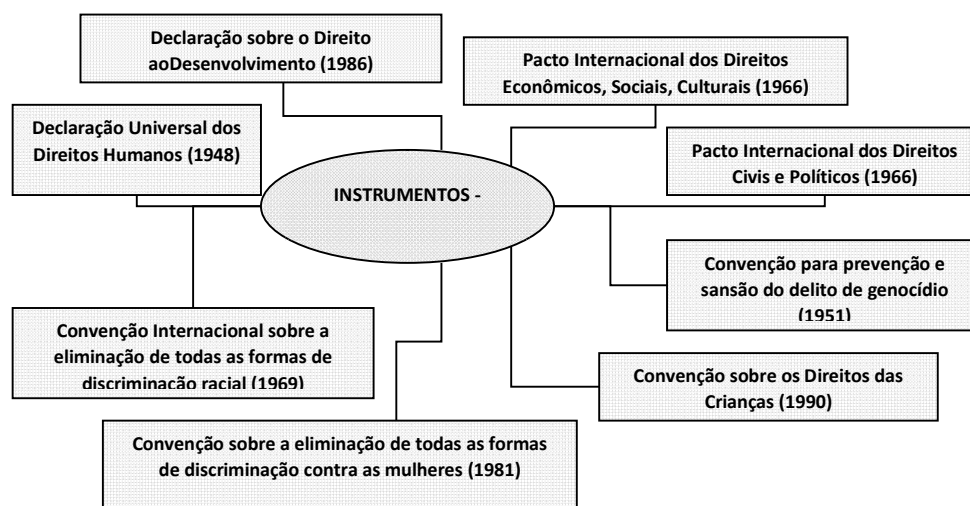 Declaração sobre o Direito
aoDesenvolvimento (1986)
Pacto Internacional dos Direitos
Econômicos, Sociais, Culturais (1966)
Declaração Universal dos
Direitos Humanos (1948)
Pacto Internacional dos Direitos
Civis e Políticos (1966)
INSTRUMENTOS -
Convenção para prevenção e
sansão do delito de genocídio
(1951)
Convenção Internacional sobre a
eliminação de todas as formas de
discriminação racial (1969)
Convenção sobre os Direitos das
Crianças (1990)
Convenção sobre a eliminação de todas as formas
de discriminação contra as mulheres (1981)